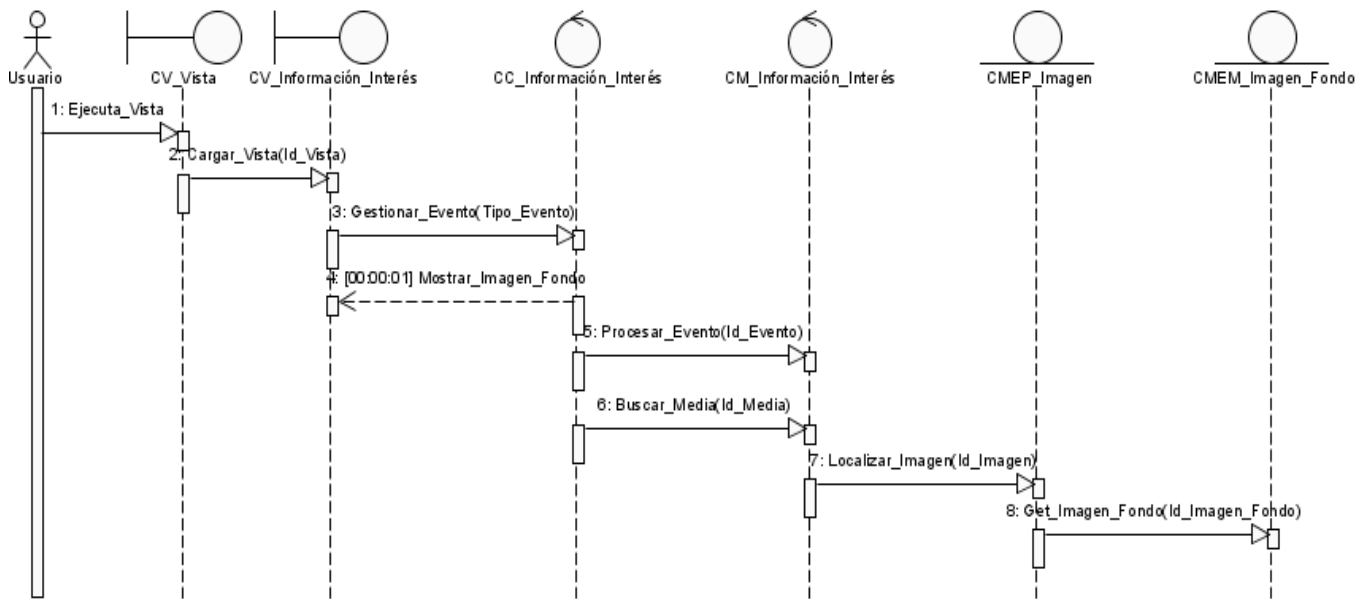 Usuario
CV_Vista
CV_Información_Interés
CC_Información_Interés
CM_Información_Interés
CMEP_Imagen
CMEM_Imagen_Fondo
1: Ejecuta_Vista
2: Cargar_Vista(Id_Vista)
3: Gestionar_Evento(Tipo_Evento)
4: [00:00:01] Mostrar_Imagen_Fondo
5: Procesar_Evento(Id_Evento)
6: Buscar_Media(Id_Media)
7: Localizar_Imagen(Id_Imagen)
8: Get_Imagen_Fondo(Id_Imagen_Fondo)